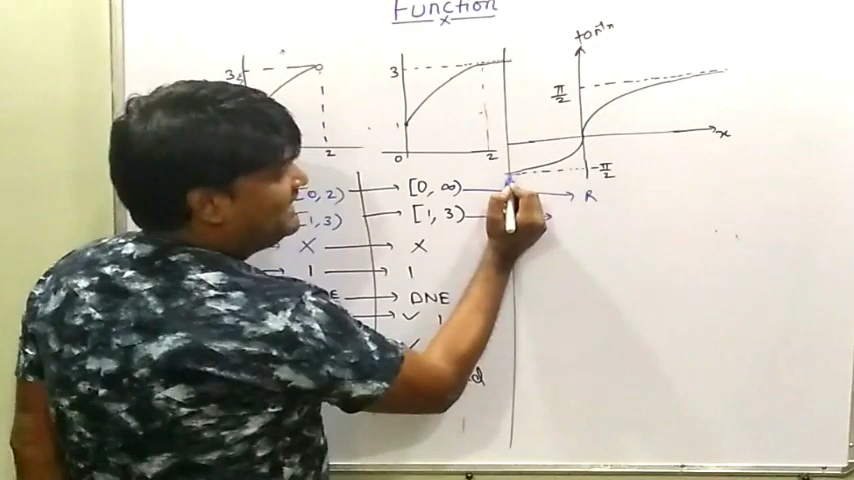 Function
x
tan⁻¹x
3
3
π/2
x
-π/2
1
2
0
2
[0, 2) → [0, ∞) → R
[1, 3) → [1, 3) →
X → X
1 → 1
→ DNE
→ ✓ 1
✓
d